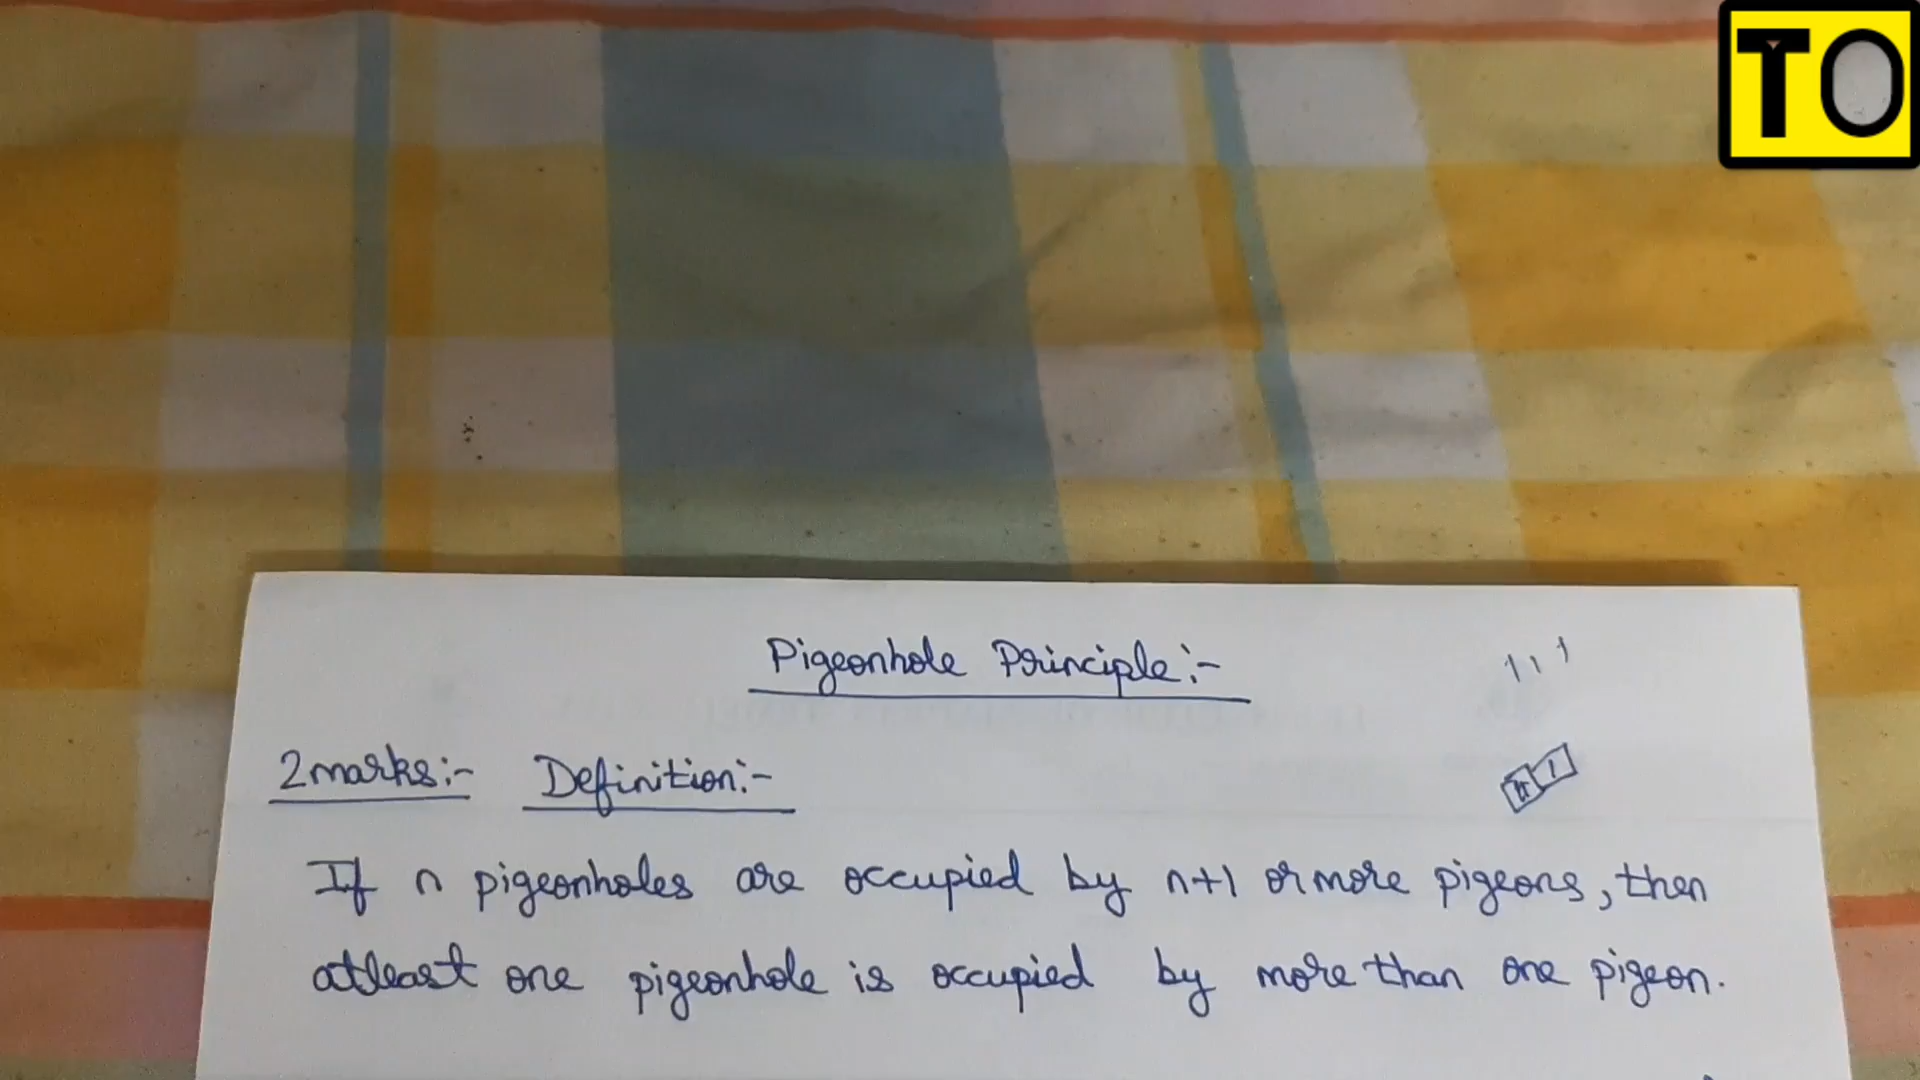 TO
Pigeonhole Principle:-
2marks:- Definition:-
If n pigeonholes are occupied by n+1 or more pigeons, then
atleast one pigeonhole is occupied by more than one pigeon.